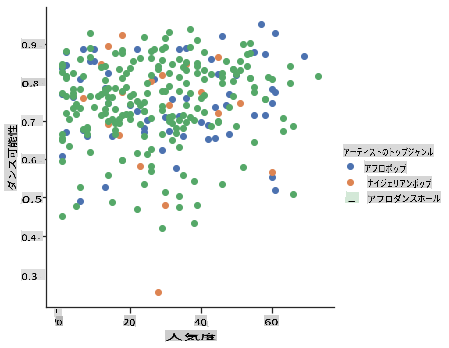 0.9
0.8
0.7
0.6
0.5
0.4
0.3
ダンス可能性
0
20
40
60
人気度
アーティストのトップジャンル
アフロポップ
ナイジェリアンポップ
アフロダンスホール